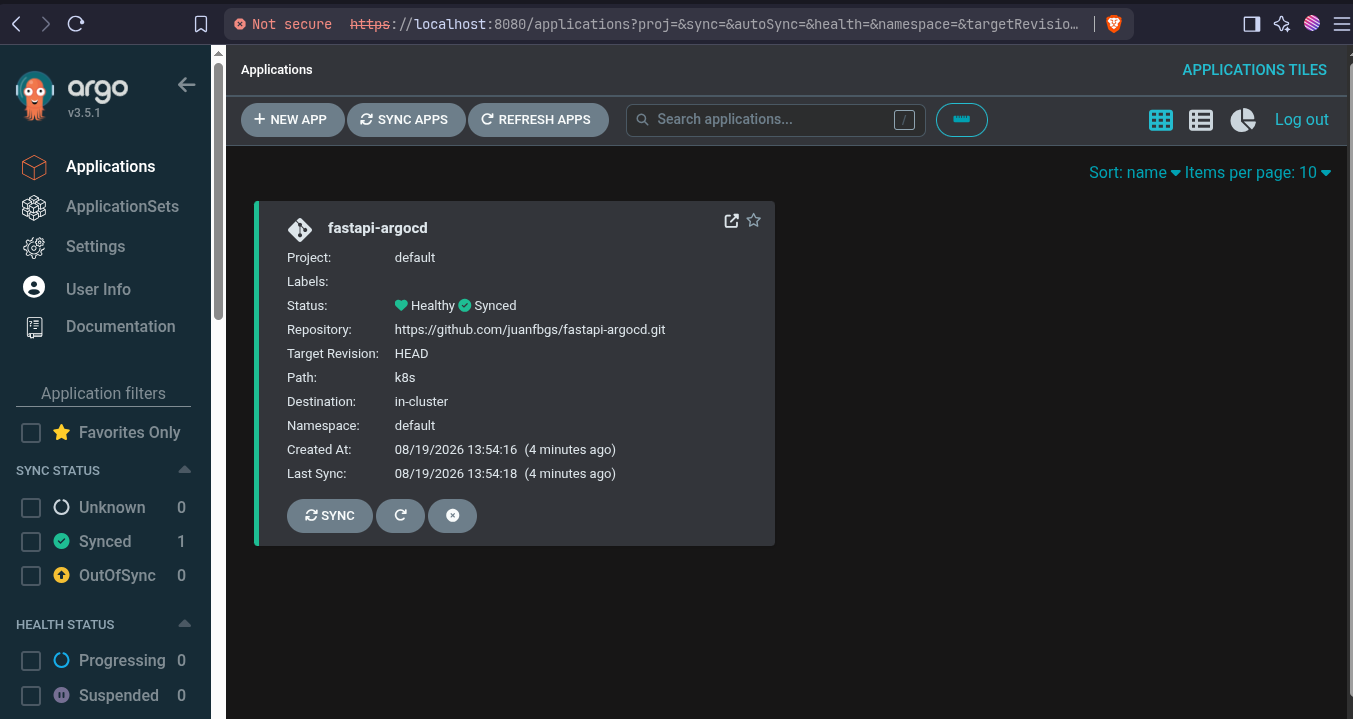 Not secure https://localhost:8080/applications?proj=&sync=&autoSync=&health=&namespace=&targetRevisio…
argo
v3.5.1
Applications
ApplicationSets
Settings
User Info
Documentation
Application filters
Favorites Only
SYNC STATUS
Unknown 0
Synced 1
OutOfSync 0
HEALTH STATUS
Progressing 0
Suspended 0
Applications
APPLICATIONS TILES
+ NEW APP
SYNC APPS
REFRESH APPS
Search applications...
/
Log out
Sort: name
Items per page: 10
fastapi-argocd
Project: default
Labels:
Status: Healthy Synced
Repository: https://github.com/juanfbgs/fastapi-argocd.git
Target Revision: HEAD
Path: k8s
Destination: in-cluster
Namespace: default
Created At: 08/19/2026 13:54:16 (4 minutes ago)
Last Sync: 08/19/2026 13:54:18 (4 minutes ago)
SYNC